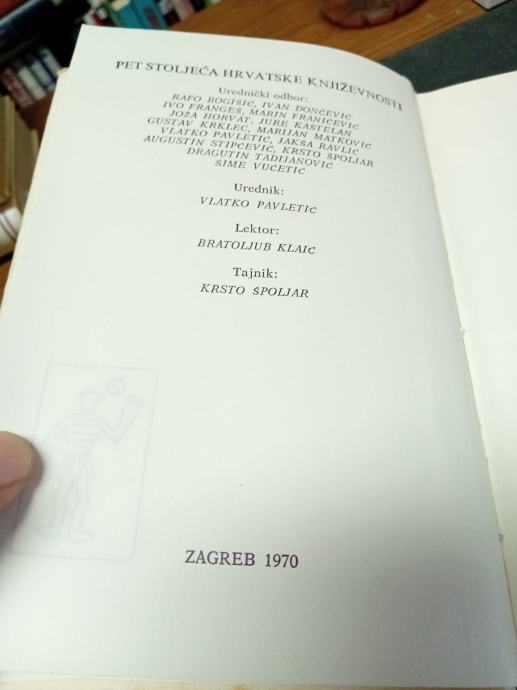 PET STOLJEĆA HRVATSKE KNJIŽEVNOSTI
Urednički odbor:
RAFO BOGIŠIĆ, IVAN DONČEVIĆ
IVO FRANGEŠ, MARIN FRANIČEVIĆ
JOŽA HORVAT, JURE KAŠTELAN
GUSTAV KRKLEC, MARIJAN MATKOVIĆ
VLATKO PAVLETIĆ, JAKŠA RAVLIĆ
AUGUSTIN STIPČEVIĆ, KRSTO ŠPOLJAR
DRAGUTIN TADIJANOVIĆ
ŠIME VUČETIĆ
Urednik:
VLATKO PAVLETIĆ
Lektor:
BRATOLJUB KLAIĆ
Tajnik:
KRSTO ŠPOLJAR
ZAGREB 1970